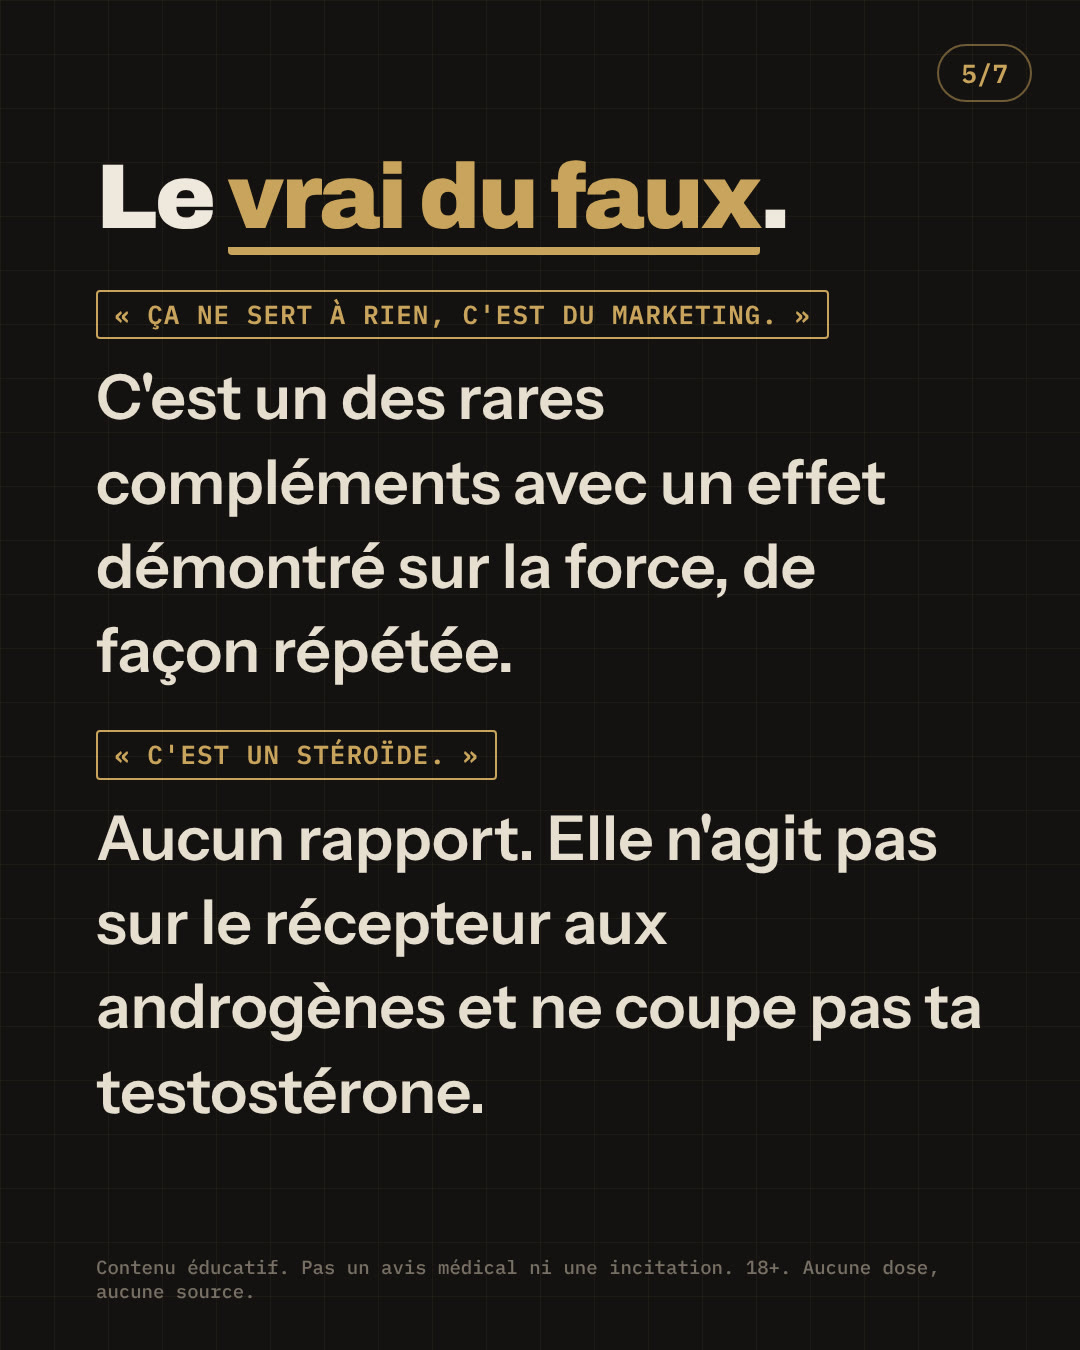 5/7
Le vrai du faux.
« ÇA NE SERT À RIEN, C'EST DU MARKETING. »
C'est un des rares
compléments avec un effet
démontré sur la force, de
façon répétée.
« C'EST UN STÉROÏDE. »
Aucun rapport. Elle n'agit pas
sur le récepteur aux
androgènes et ne coupe pas ta
testostérone.
Contenu éducatif. Pas un avis médical ni une incitation. 18+. Aucune dose,
aucune source.